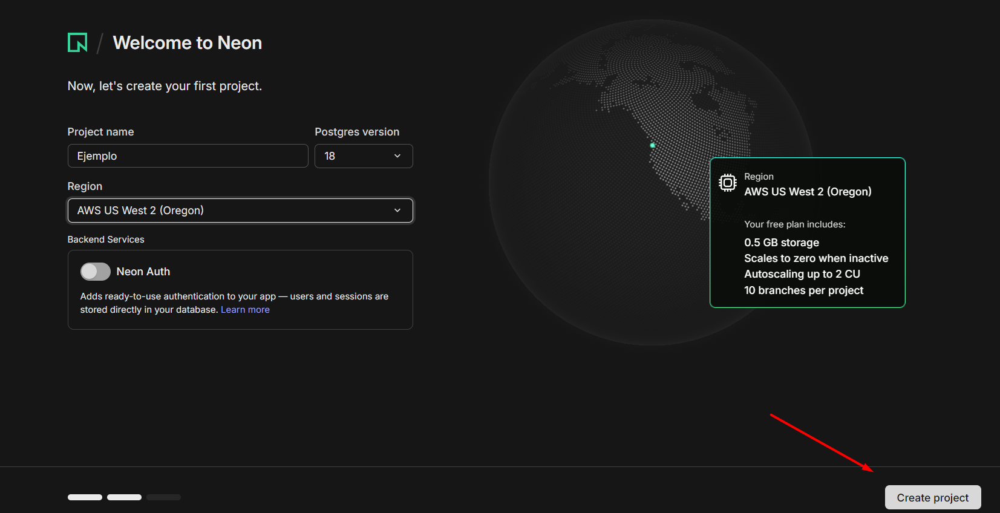 Welcome to Neon
Now, let's create your first project.
Project name
Postgres version
Ejemplo
18
Region
AWS US West 2 (Oregon)
Backend Services
Neon Auth
Adds ready-to-use authentication to your app — users and sessions are
stored directly in your database. Learn more
Region
AWS US West 2 (Oregon)
Your free plan includes:
0.5 GB storage
Scales to zero when inactive
Autoscaling up to 2 CU
10 branches per project
Create project